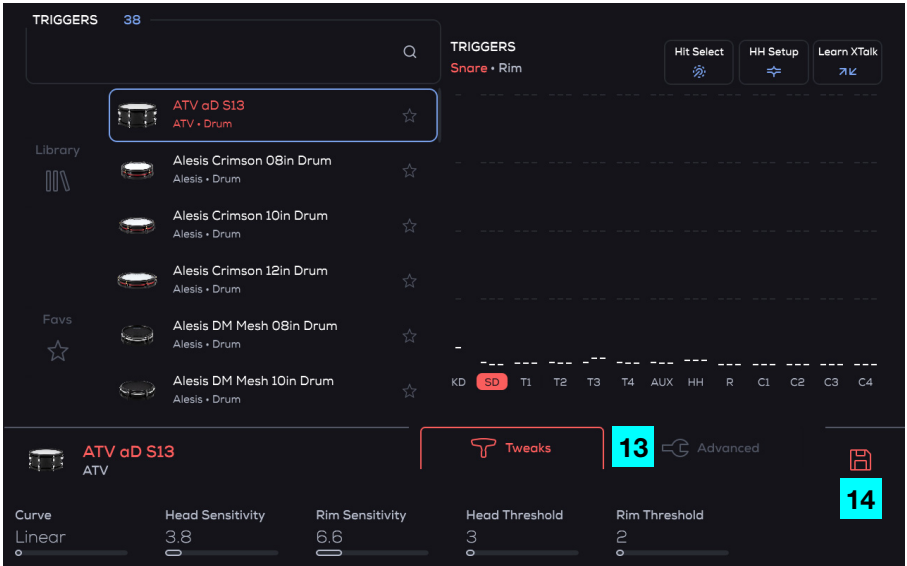 TRIGGERS 38
TRIGGERS
Snare • Rim
Hit Select
HH Setup
Learn XTalk
Library
Favs
ATV aD S13
ATV • Drum
Alesis Crimson 08in Drum
Alesis • Drum
Alesis Crimson 10in Drum
Alesis • Drum
Alesis Crimson 12in Drum
Alesis • Drum
Alesis DM Mesh 08in Drum
Alesis • Drum
Alesis DM Mesh 10in Drum
Alesis • Drum
KD SD T1 T2 T3 T4 AUX HH R C1 C2 C3 C4
ATV aD S13
ATV
Tweaks
13
Advanced
14
Curve Head Sensitivity Rim Sensitivity Head Threshold Rim Threshold
Linear 3.8 6.6 3 2